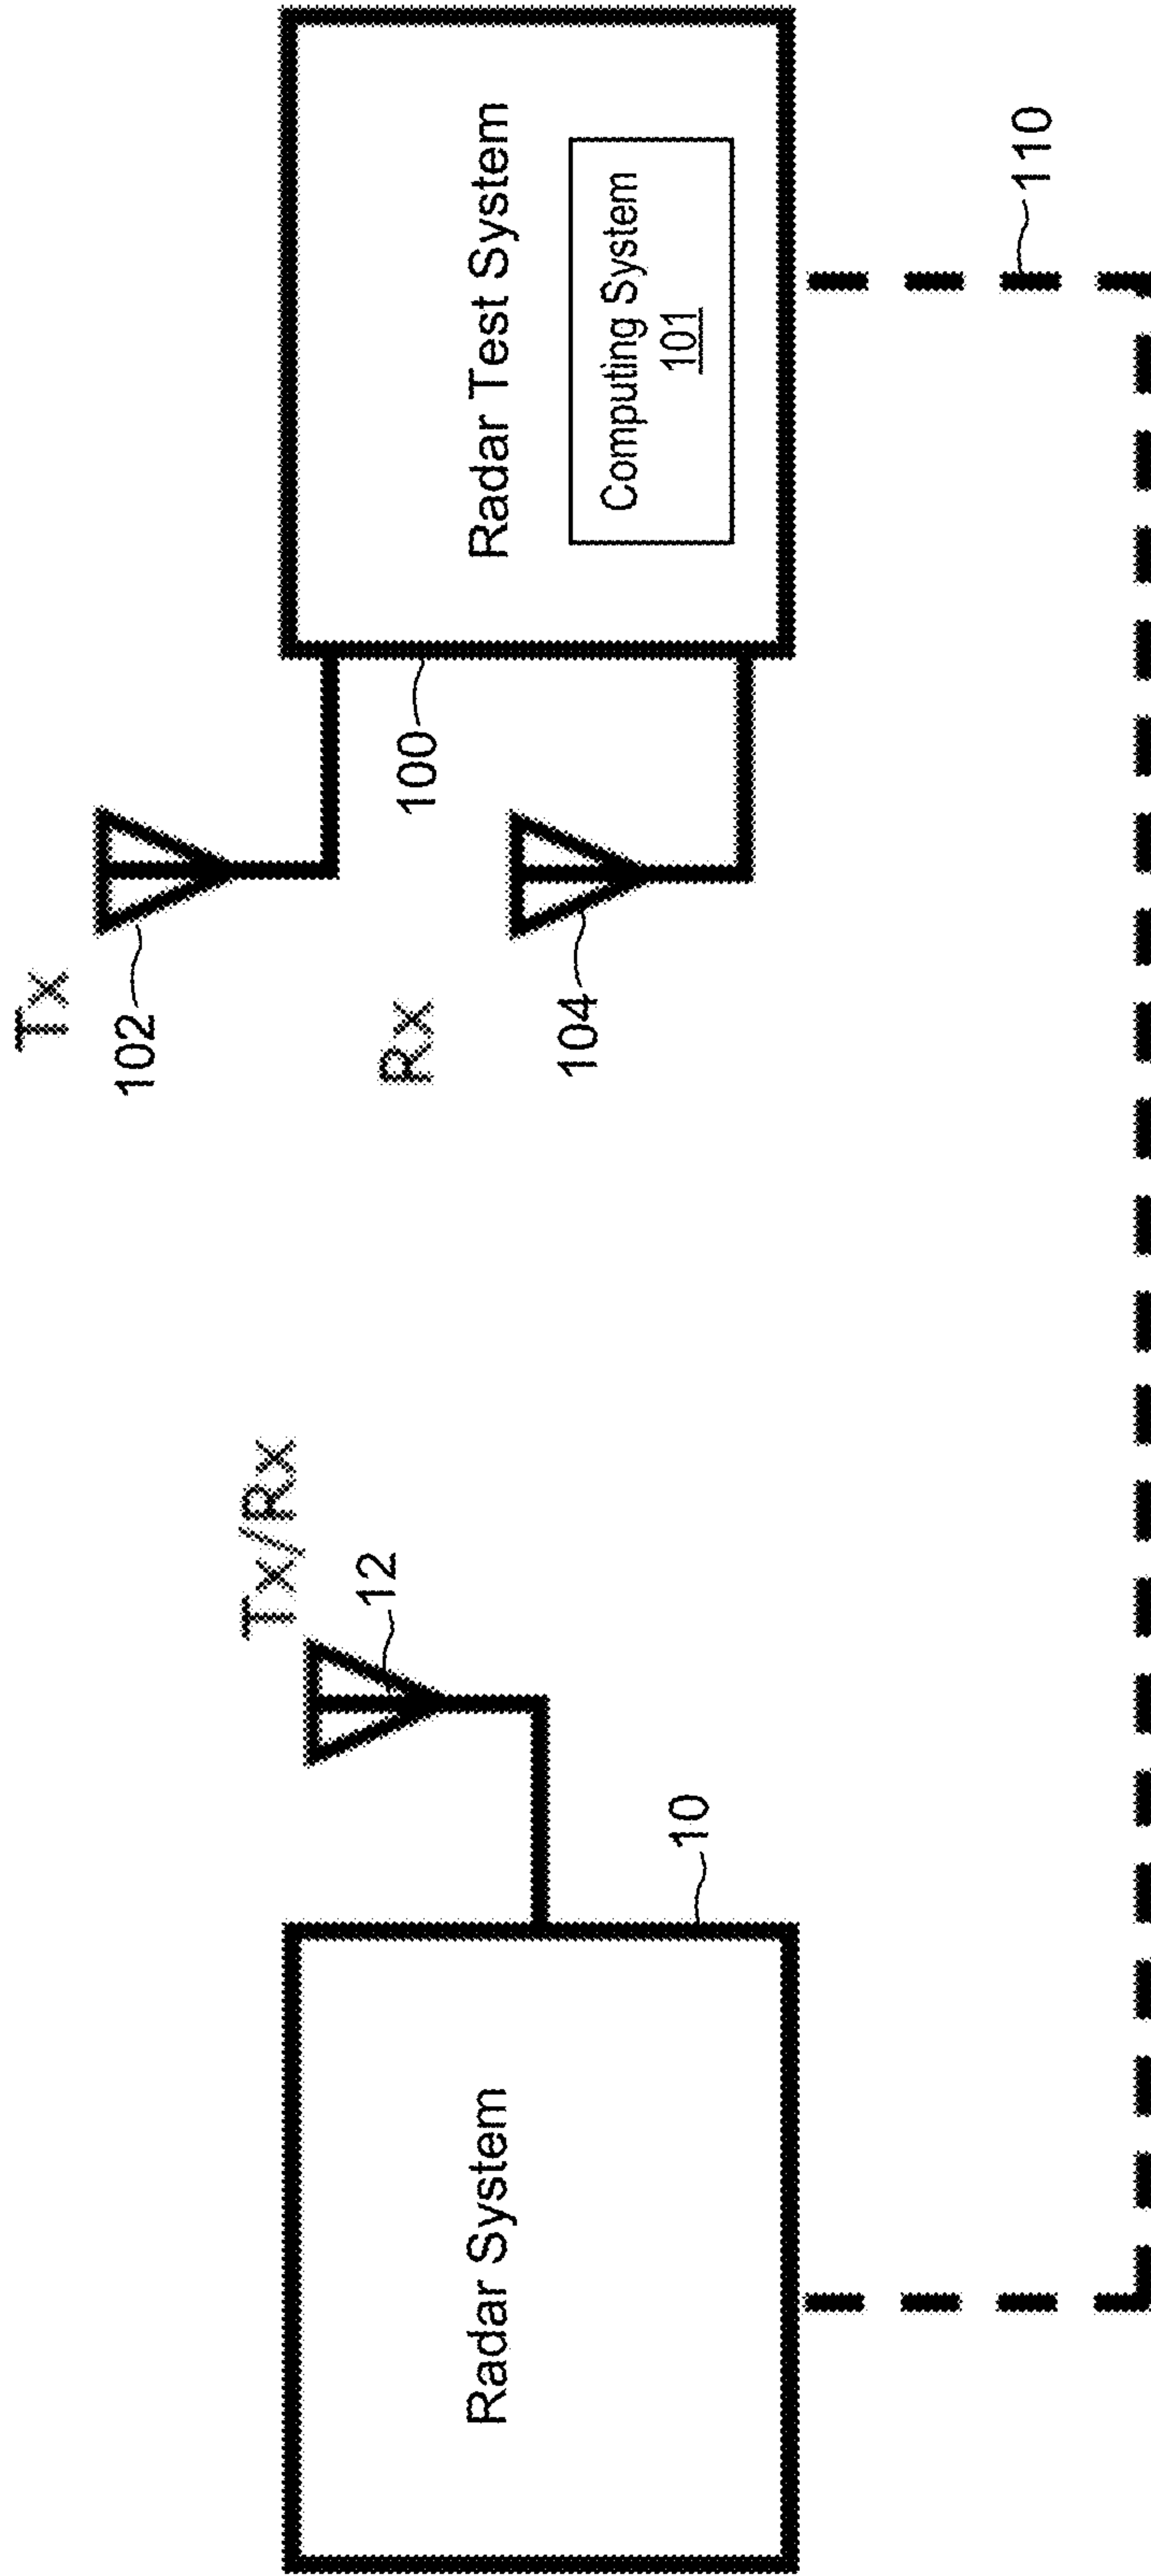 Tx
102
Rx
104
100
Radar Test System
Computing System
101
110
Tx/Rx
12
10
Radar System